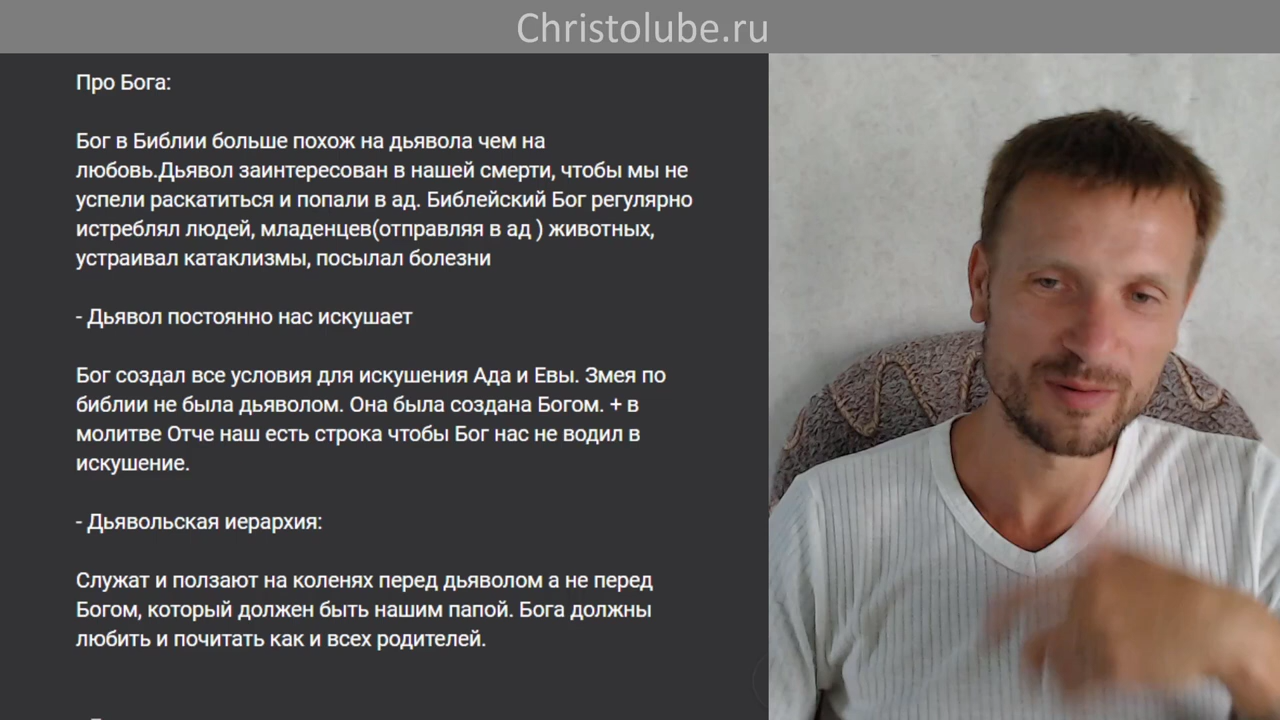 Christolube.ru
Про Бога:
Бог в Библии больше похож на дьявола чем на
любовь.Дьявол заинтересован в нашей смерти, чтобы мы не
успели раскатиться и попали в ад. Библейский Бог регулярно
истреблял людей, младенцев(отправляя в ад ) животных,
устраивал катаклизмы, посылал болезни
- Дьявол постоянно нас искушает
Бог создал все условия для искушения Ада и Евы. Змея по
библии не была дьяволом. Она была создана Богом. + в
молитве Отче наш есть строка чтобы Бог нас не водил в
искушение.
- Дьявольская иерархия:
Служат и ползают на коленях перед дьяволом а не перед
Богом, который должен быть нашим папой. Бога должны
любить и почитать как и всех родителей.